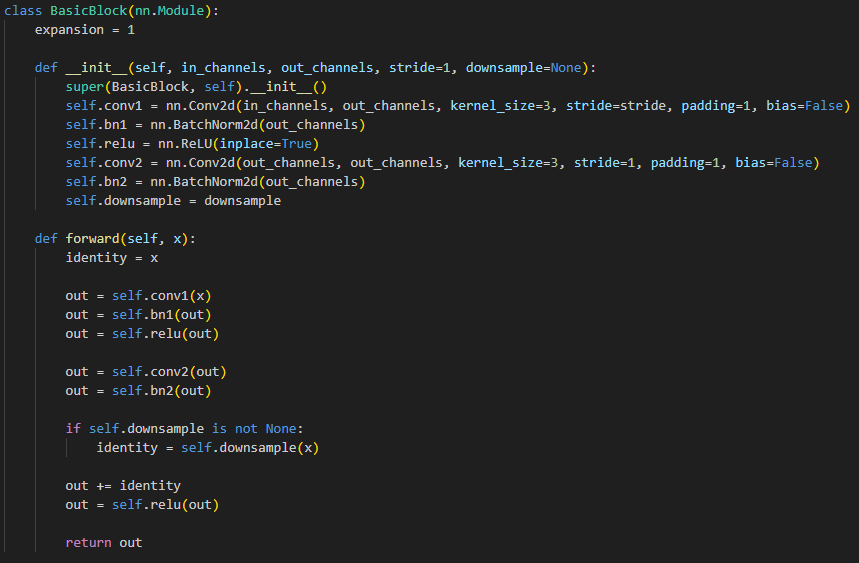 class BasicBlock(nn.Module):
    expansion = 1

    def __init__(self, in_channels, out_channels, stride=1, downsample=None):
        super(BasicBlock, self).__init__()
        self.conv1 = nn.Conv2d(in_channels, out_channels, kernel_size=3, stride=stride, padding=1, bias=False)
        self.bn1 = nn.BatchNorm2d(out_channels)
        self.relu = nn.ReLU(inplace=True)
        self.conv2 = nn.Conv2d(out_channels, out_channels, kernel_size=3, stride=1, padding=1, bias=False)
        self.bn2 = nn.BatchNorm2d(out_channels)
        self.downsample = downsample

    def forward(self, x):
        identity = x

        out = self.conv1(x)
        out = self.bn1(out)
        out = self.relu(out)

        out = self.conv2(out)
        out = self.bn2(out)

        if self.downsample is not None:
            identity = self.downsample(x)

        out += identity
        out = self.relu(out)

        return out